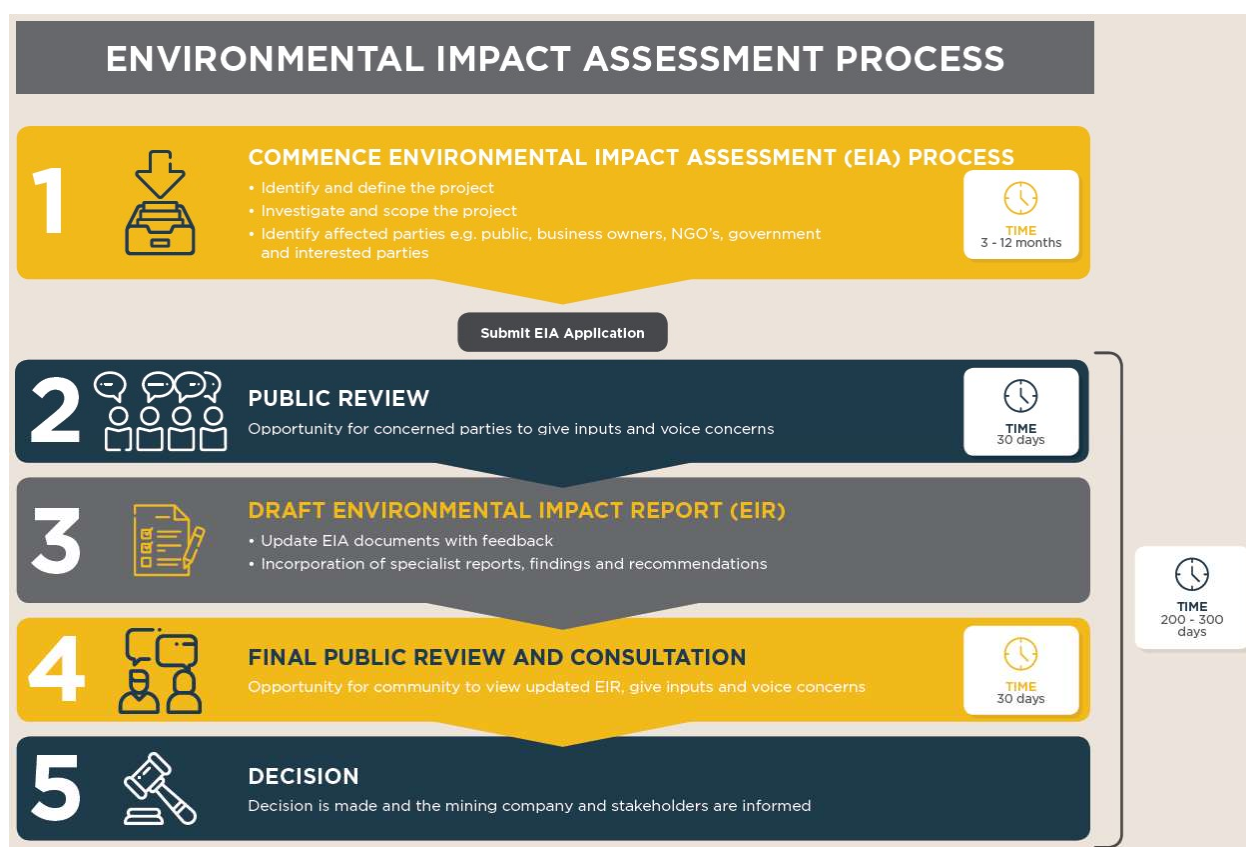 ENVIRONMENTAL IMPACT ASSESSMENT PROCESS
1
COMMENCE ENVIRONMENTAL IMPACT ASSESSMENT (EIA) PROCESS
• Identify and define the project
• Investigate and scope the project
• Identify affected parties e.g. public, business owners, NGO's, government
and interested parties
TIME
3 - 12 months
Submit EIA Application
2
PUBLIC REVIEW
Opportunity for concerned parties to give inputs and voice concerns
TIME
30 days
3
DRAFT ENVIRONMENTAL IMPACT REPORT (EIR)
• Update EIA documents with feedback
• Incorporation of specialist reports, findings and recommendations
4
FINAL PUBLIC REVIEW AND CONSULTATION
Opportunity for community to view updated EIR, give inputs and voice concerns
TIME
30 days
5
DECISION
Decision is made and the mining company and stakeholders are informed
TIME
200 - 300
days